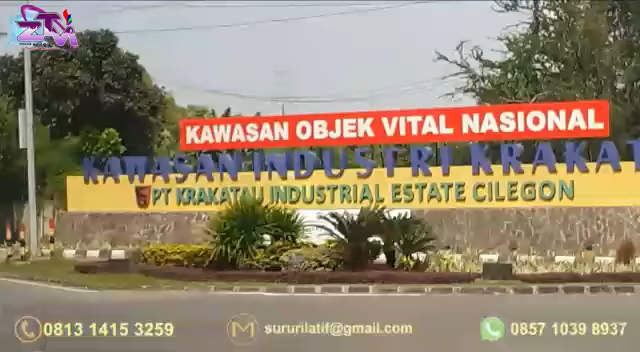 KAWASAN OBJEK VITAL NASIONAL
KAWASAN INDUSTRI KRAKAT
PT KRAKATAU INDUSTRIAL ESTATE CILEGON
0813 1415 3259
sururilatif@gmail.com
0857 1039 8937